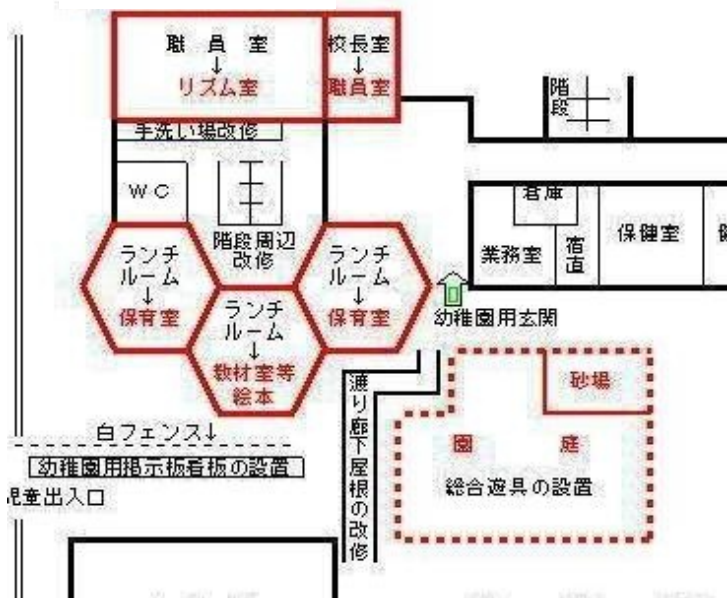 職員室
↓
リズム室
校長室
↓
職員室
階段
手洗い場改修
WC
階段周辺
改修
倉庫
業務室
宿直
保健室
ランチ
ルーム
↓
保育室
ランチ
ルーム
↓
教材室等
絵本
ランチ
ルーム
↓
保育室
幼稚園用玄関
砂場
園庭
総合遊具の設置
渡り廊下屋根の改修
白フェンス↓
幼稚園用掲示板看板の設置
児童出入口